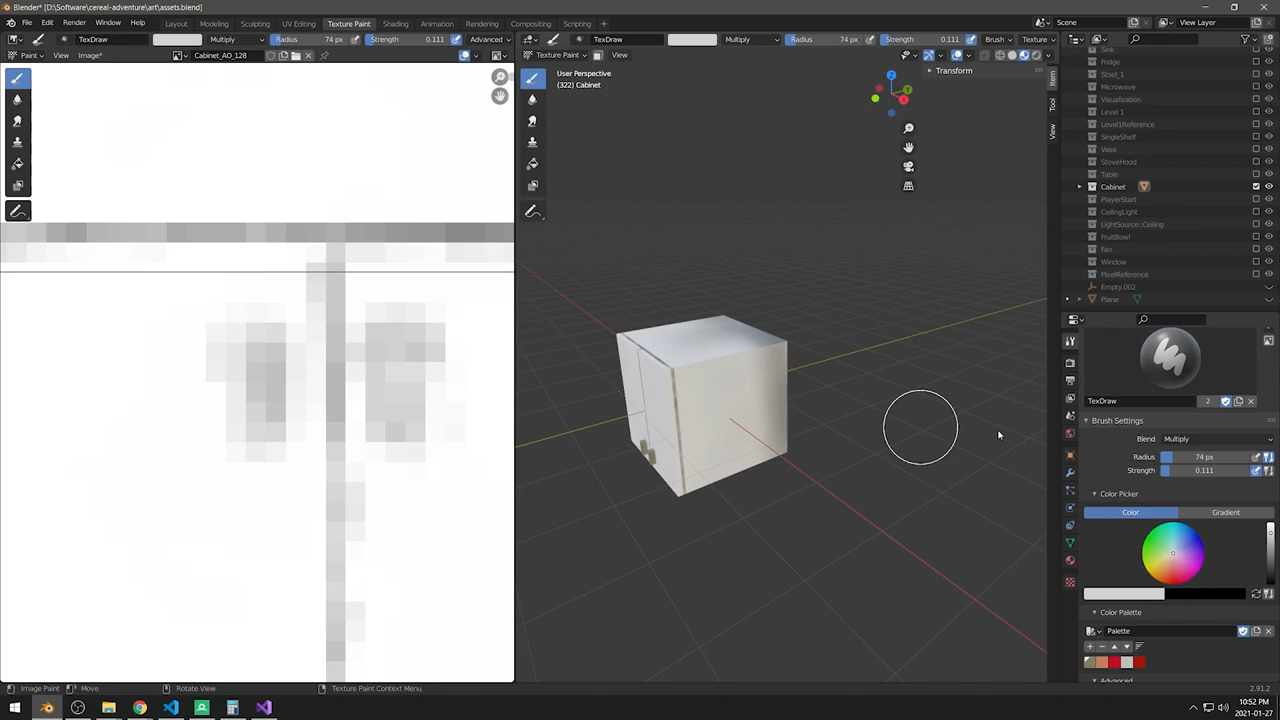 Blender* [D:\Software\cereal-adventure\art\assets.blend]
File Edit Render Window Help Layout Modeling Sculpting UV Editing Texture Paint Shading Animation Rendering Compositing Scripting + Scene View Layer
TexDraw Multiply Radius 74 px Strength 0.111 Advanced TexDraw Multiply Radius 74 px Strength 0.111 Brush Texture
Paint View Image* Cabinet_AO_128 Texture Paint View
User Perspective
(322) Cabinet
Transform
Item
Tool
View
Sink
Fridge
Stool_1
Microwave
Visualization
Level 1
Level1Reference
SingleShelf
Vase
StoveHood
Table
Cabinet
PlayerStart
CeilingLight
LightSource::Ceiling
FruitBowl
Fan
Window
PixelReference
Empty.002
Plane
TexDraw 2
Brush Settings
Blend Multiply
Radius 74 px
Strength 0.111
Color Picker
Color Gradient
Color Palette
Palette
Advanced
Image Paint Move Rotate View Texture Paint Context Menu 2.91.2
10:52 PM
2021-01-27